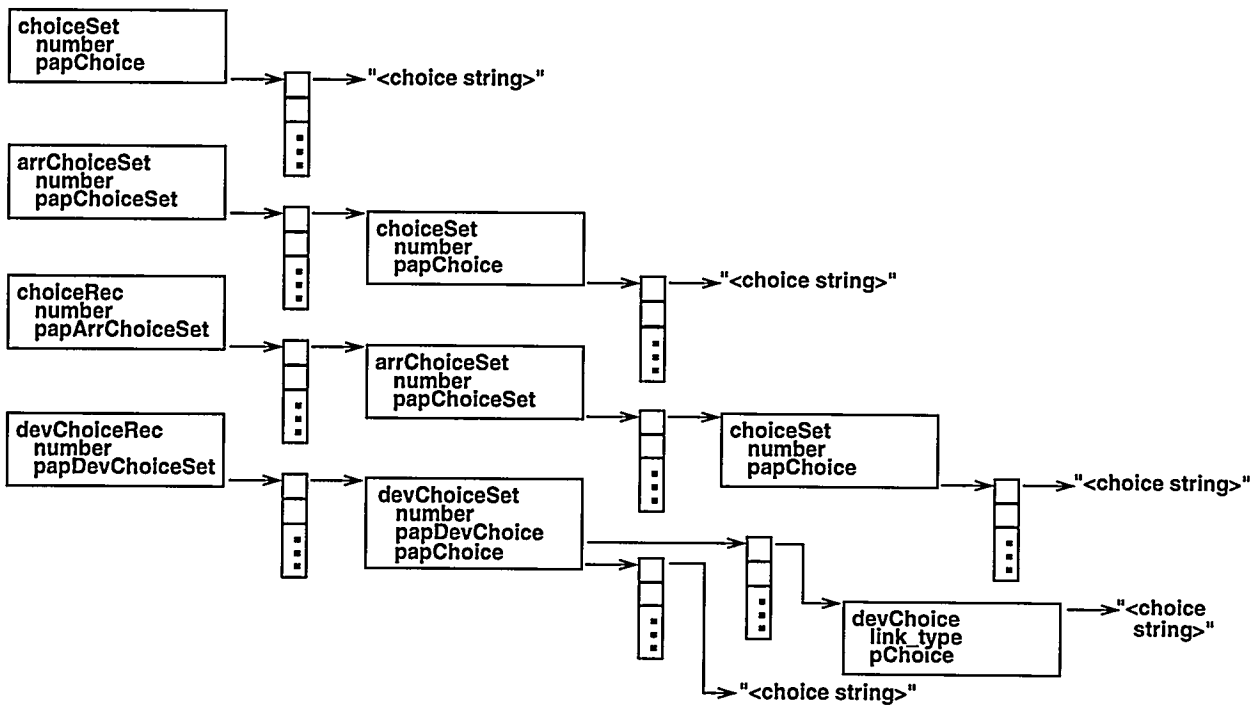 choiceSet
number
papChoice
"<choice string>"
arrChoiceSet
number
papChoiceSet
choiceSet
number
papChoice
"<choice string>"
choiceRec
number
papArrChoiceSet
arrChoiceSet
number
papChoiceSet
choiceSet
number
papChoice
"<choice string>"
devChoiceRec
number
papDevChoiceSet
devChoiceSet
number
papDevChoice
papChoice
devChoice
link_type
pChoice
"<choice
string>"
"<choice string>"